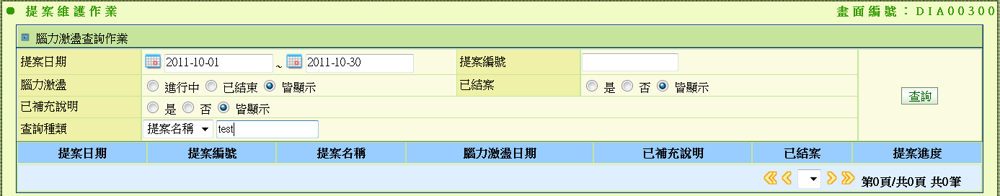 提案維護作業 畫面編號：DIA00300
腦力激盪查詢作業
提案日期 2011-10-01 ~ 2011-10-30 提案編號
腦力激盪 進行中 已結束 皆顯示 已結案 是 否 皆顯示
已補充說明 是 否 皆顯示
查詢
查詢種類 提案名稱 test
提案日期 提案編號 提案名稱 腦力激盪日期 已補充說明 已結案 提案進度
第0頁/共0頁 共0筆